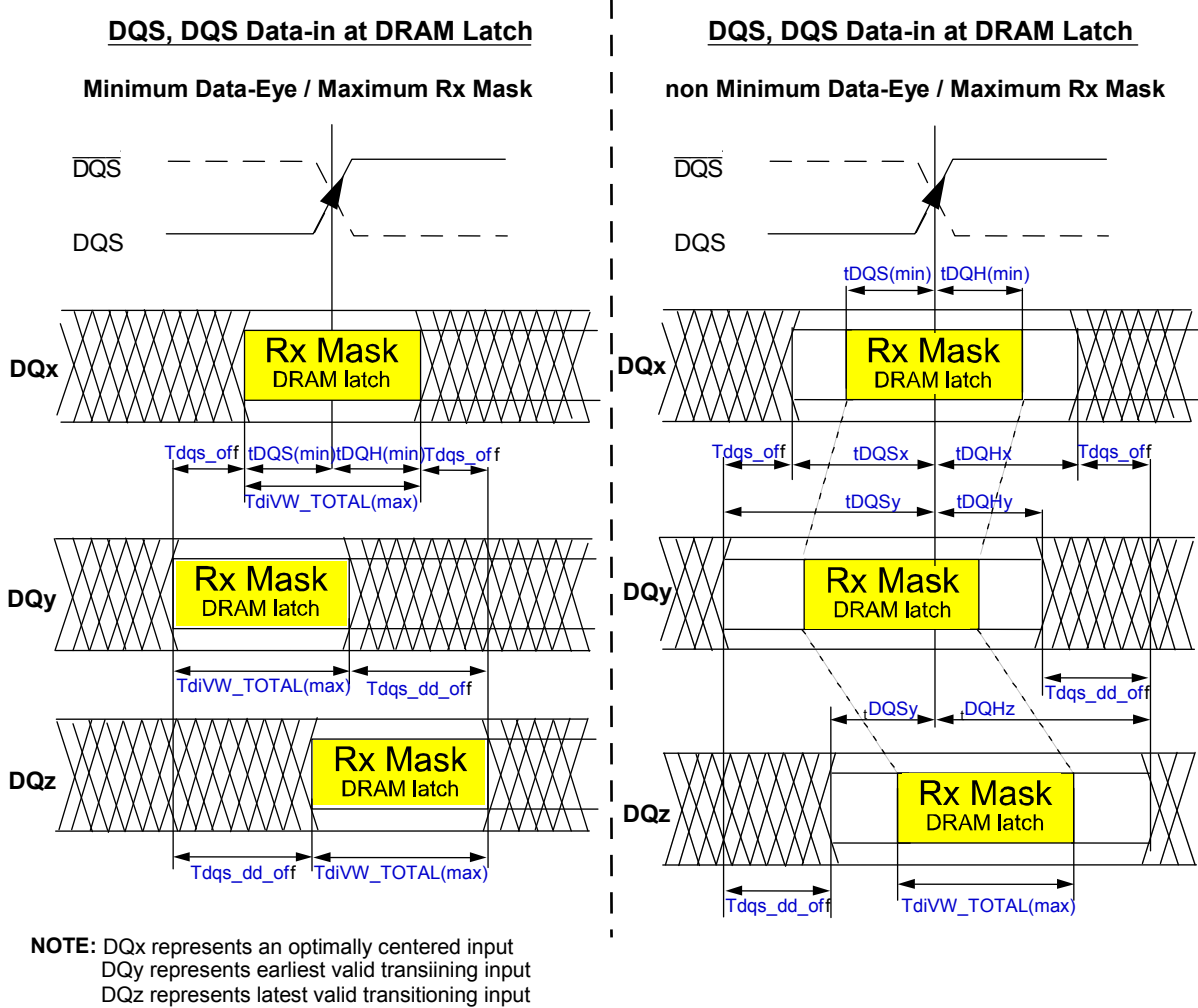 DQS, DQS Data-in at DRAM Latch
Minimum Data-Eye / Maximum Rx Mask
DQS
DQS
DQx
Rx Mask
DRAM latch
Tdqs_off tDQS(min) tDQH(min) Tdqs_off
TdiVW_TOTAL(max)
DQy
Rx Mask
DRAM latch
TdiVW_TOTAL(max) Tdqs_dd_off
DQz
Rx Mask
DRAM latch
Tdqs_dd_off TdiVW_TOTAL(max)
DQS, DQS Data-in at DRAM Latch
non Minimum Data-Eye / Maximum Rx Mask
DQS
DQS
tDQS(min) tDQH(min)
DQx
Rx Mask
DRAM latch
Tdqs_off tDQSx tDQHx Tdqs_off
tDQSy tDQHy
DQy
Rx Mask
DRAM latch
Tdqs_dd_off
tDQSy tDQHz
DQz
Rx Mask
DRAM latch
Tdqs_dd_off TdiVW_TOTAL(max)
NOTE: DQx represents an optimally centered input
DQy represents earliest valid transiining input
DQz represents latest valid transitioning input